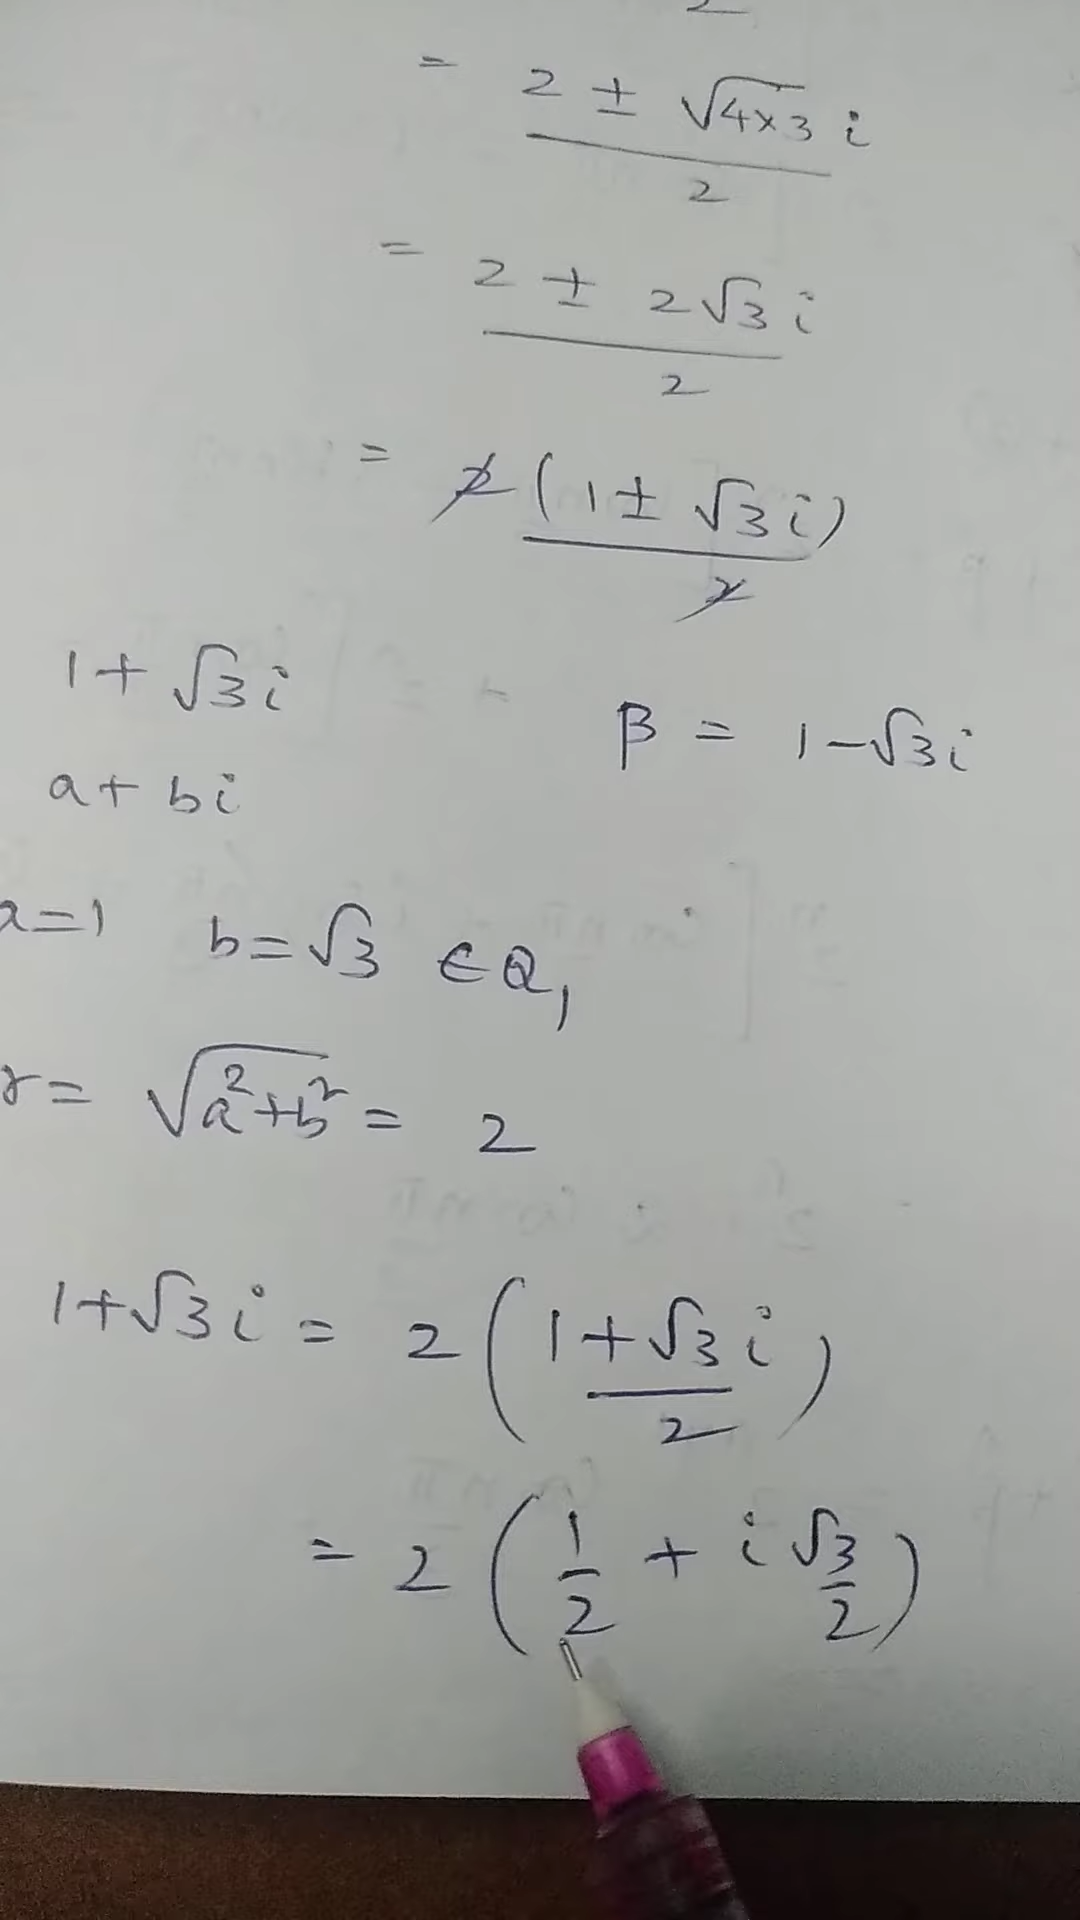 = 2 ± √4×3 i
2
= 2 ± 2√3 i
2
= 2 (1 ± √3 i)
2
1 + √3 i
β = 1 - √3 i
a + bi
a = 1 b = √3 ∈ Q₁
r = √a² + b² = 2
1 + √3 i = 2 (1 + √3 i)
2
= 2 (1/2 + i √3/2)